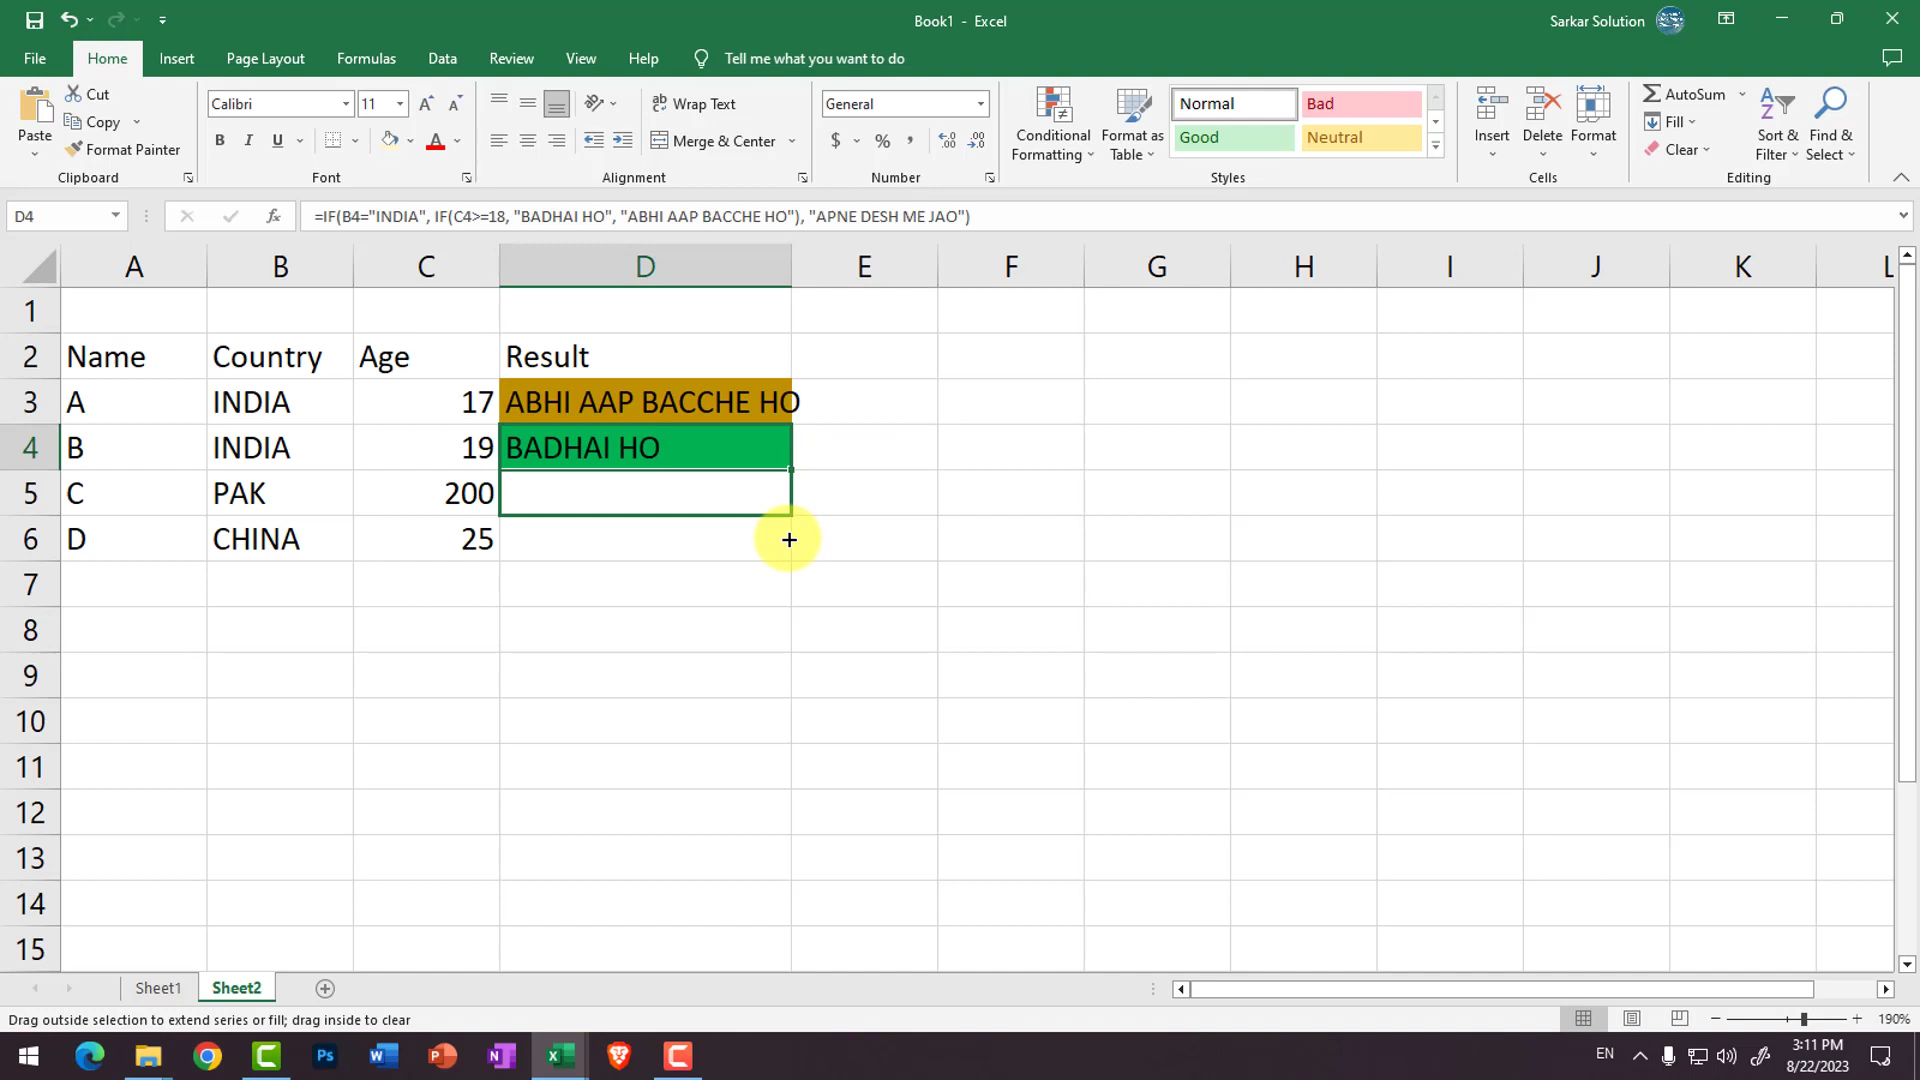 Book1 - Excel
Sarkar Solution
File Home Insert Page Layout Formulas Data Review View Help Tell me what you want to do
Paste
Cut
Copy
Format Painter
Clipboard
Calibri 11
B I U
Font
Wrap Text
Merge & Center
Alignment
General
$ % ,
Number
Conditional Formatting
Format as Table
Normal Bad
Good Neutral
Styles
Insert Delete Format
Cells
AutoSum
Fill
Clear
Sort & Filter
Find & Select
Editing
D4 fx =IF(B4="INDIA", IF(C4>=18, "BADHAI HO", "ABHI AAP BACCHE HO"), "APNE DESH ME JAO")
A B C D E F G H I J K L
1
2 Name Country Age Result
3 A INDIA 17 ABHI AAP BACCHE HO
4 B INDIA 19 BADHAI HO
5 C PAK 200
6 D CHINA 25
7
8
9
10
11
12
13
14
15
Sheet1 Sheet2
Drag outside selection to extend series or fill; drag inside to clear
190%
Ps
EN
3:11 PM
8/22/2023